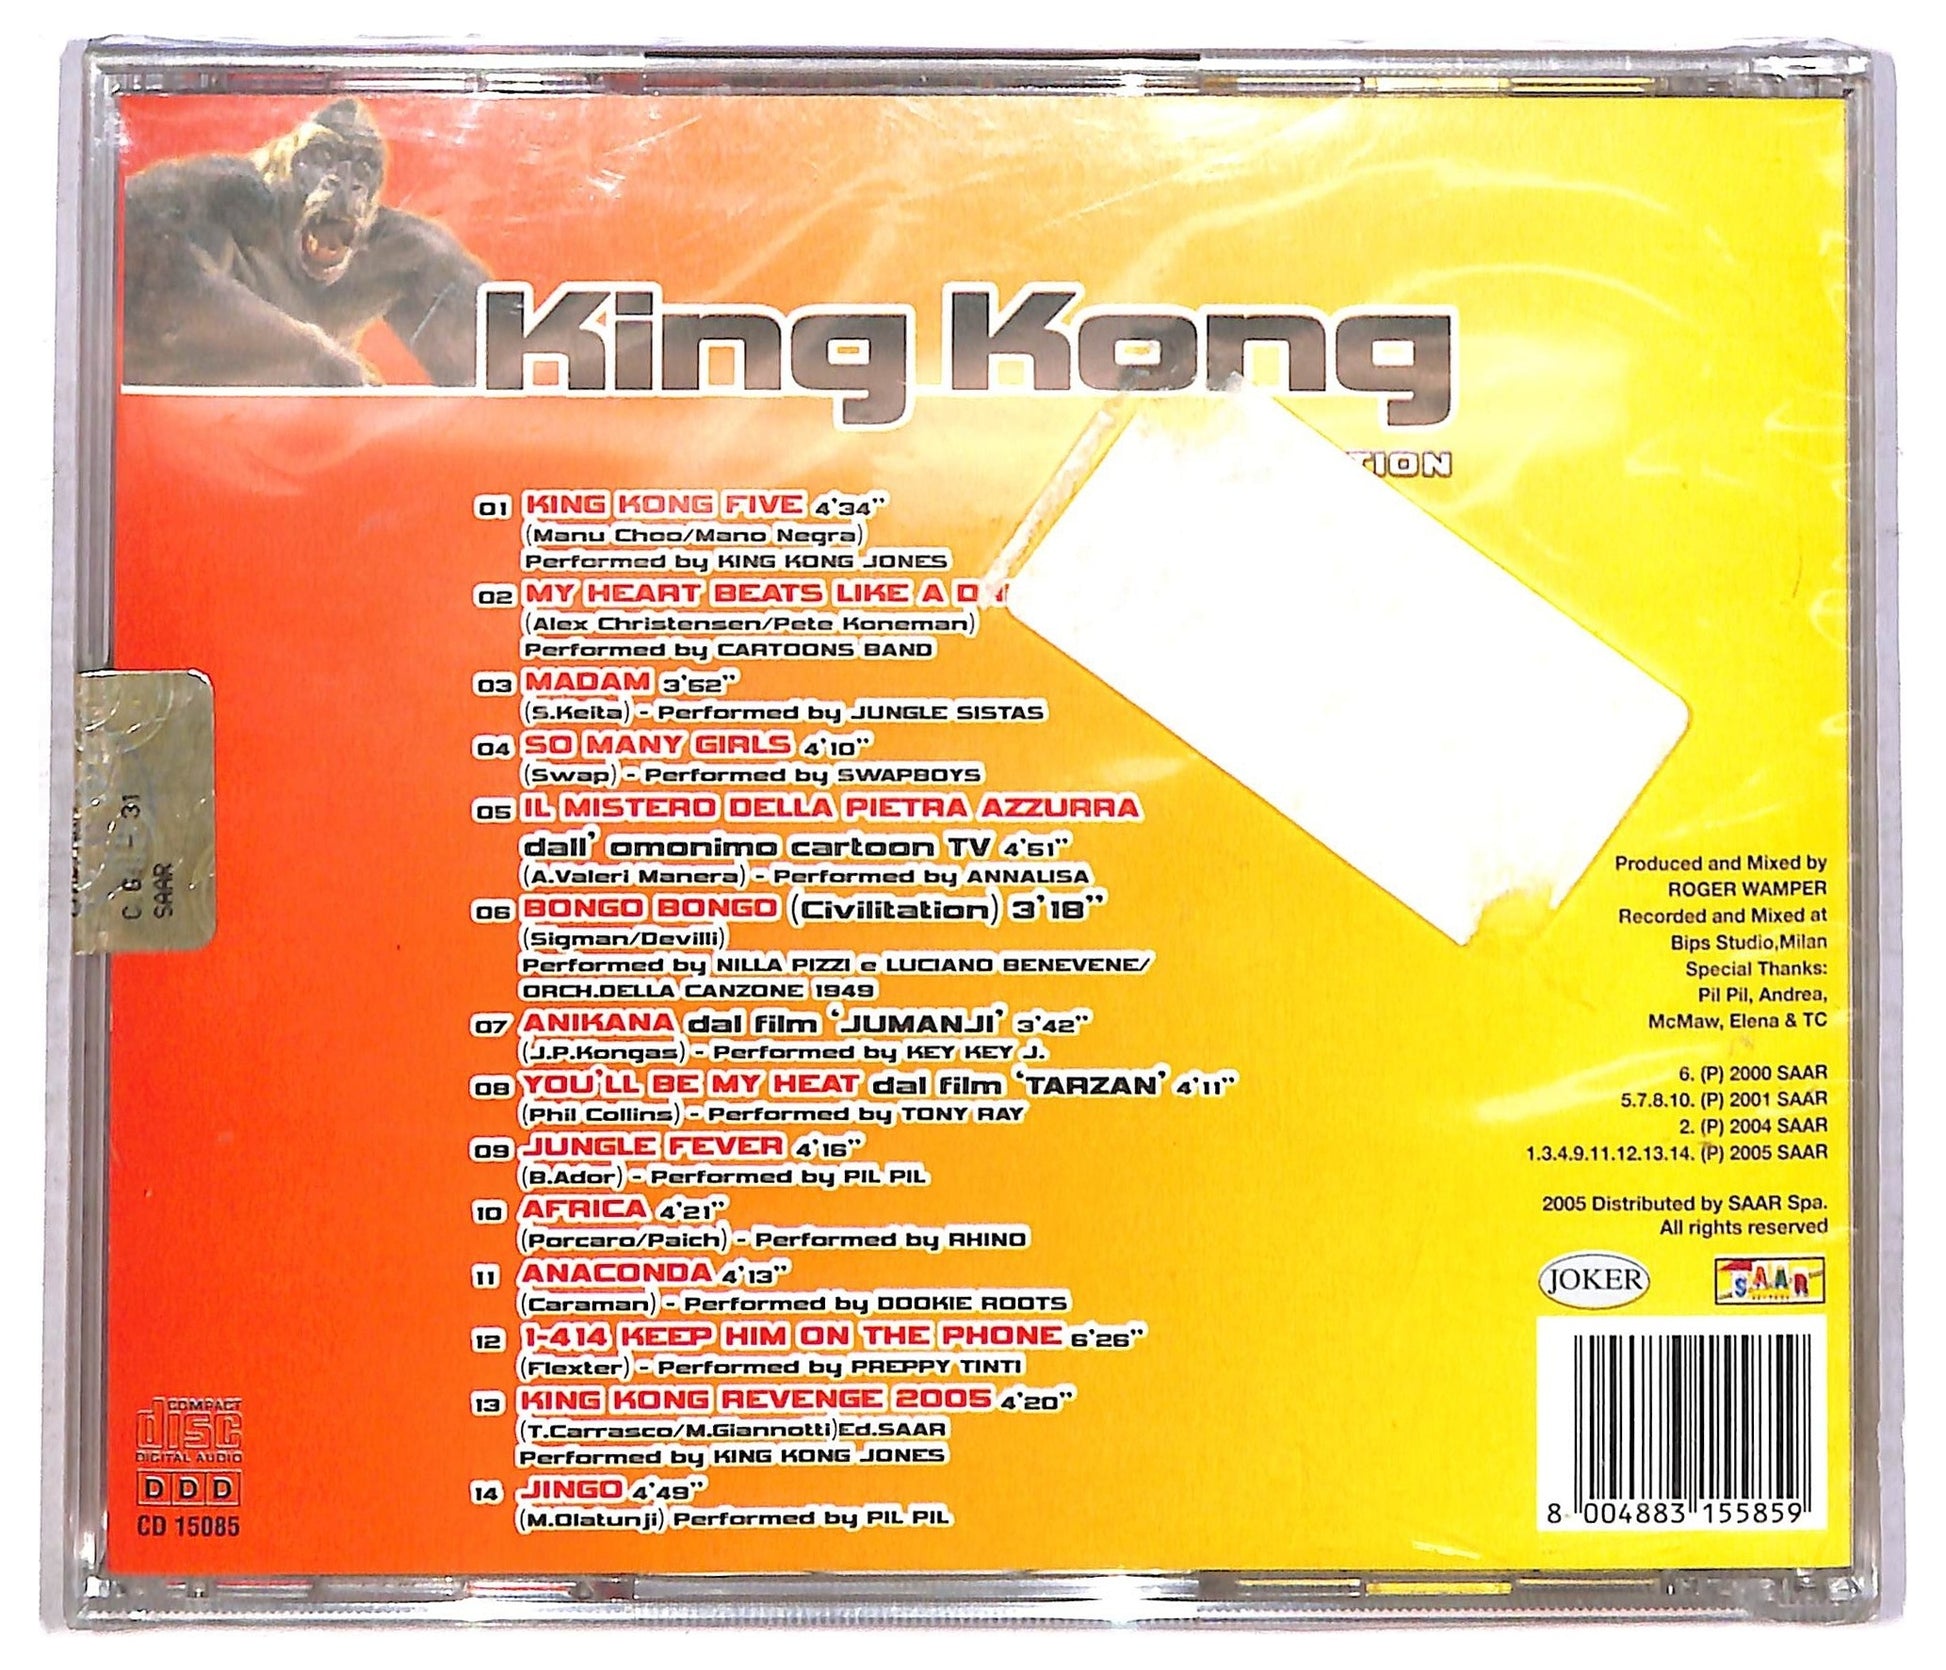 King Kong
TION
01 KING KONG FIVE 4'34"
(Manu Choo/Mano Negra)
Performed by KING KONG JONES
02 MY HEART BEATS LIKE A
(Alex Christensen/Pete Koneman)
Performed by CARTOONS BAND
03 MADAM 3'52"
(S.Keita) - Performed by JUNGLE SISTAS
04 SO MANY GIRLS 4'10"
(Swap) - Performed by SWAPBOYS
05 IL MISTERO DELLA PIETRA AZZURRA
dall' omonimo cartoon TV 4'51"
(A.Valeri Manera) - Performed by ANNALISA
06 BONGO BONGO (Civilitation) 3'18"
(Sigman/Devilli)
Performed by NILLA PIZZI e LUCIANO BENEVENE/
ORCH.DELLA CANZONE 1949
07 ANIKANA dal film 'JUMANJI' 3'42"
(J.P.Kongas) - Performed by KEY KEY J.
08 YOU'LL BE MY HEAT dal film 'TARZAN' 4'11"
(Phil Collins) - Performed by TONY RAY
09 JUNGLE FEVER 4'16"
(B.Ador) - Performed by PIL PIL
10 AFRICA 4'21"
(Porcaro/Paich) - Performed by RHINO
11 ANACONDA 4'13"
(Caraman) - Performed by DOOKIE ROOTS
12 1-414 KEEP HIM ON THE PHONE 6'26"
(Flexter) - Performed by PREPPY TINTI
13 KING KONG REVENGE 2005 4'20"
(T.Carrasco/M.Giannotti)Ed.SAAR
Performed by KING KONG JONES
14 JINGO 4'49"
(M.Olatunji) Performed by PIL PIL
Produced and Mixed by
ROGER WAMPER
Recorded and Mixed at
Bips Studio,Milan
Special Thanks:
Pil Pil, Andrea,
McMaw, Elena & TC
6. (P) 2000 SAAR
5.7.8.10. (P) 2001 SAAR
2. (P) 2004 SAAR
1.3.4.9.11.12.13.14. (P) 2005 SAAR
2005 Distributed by SAAR Spa.
All rights reserved
JOKER
SAAR
8 004883 155859
SAAR
COMPACT
disc
DIGITAL AUDIO
DDD
CD 15085